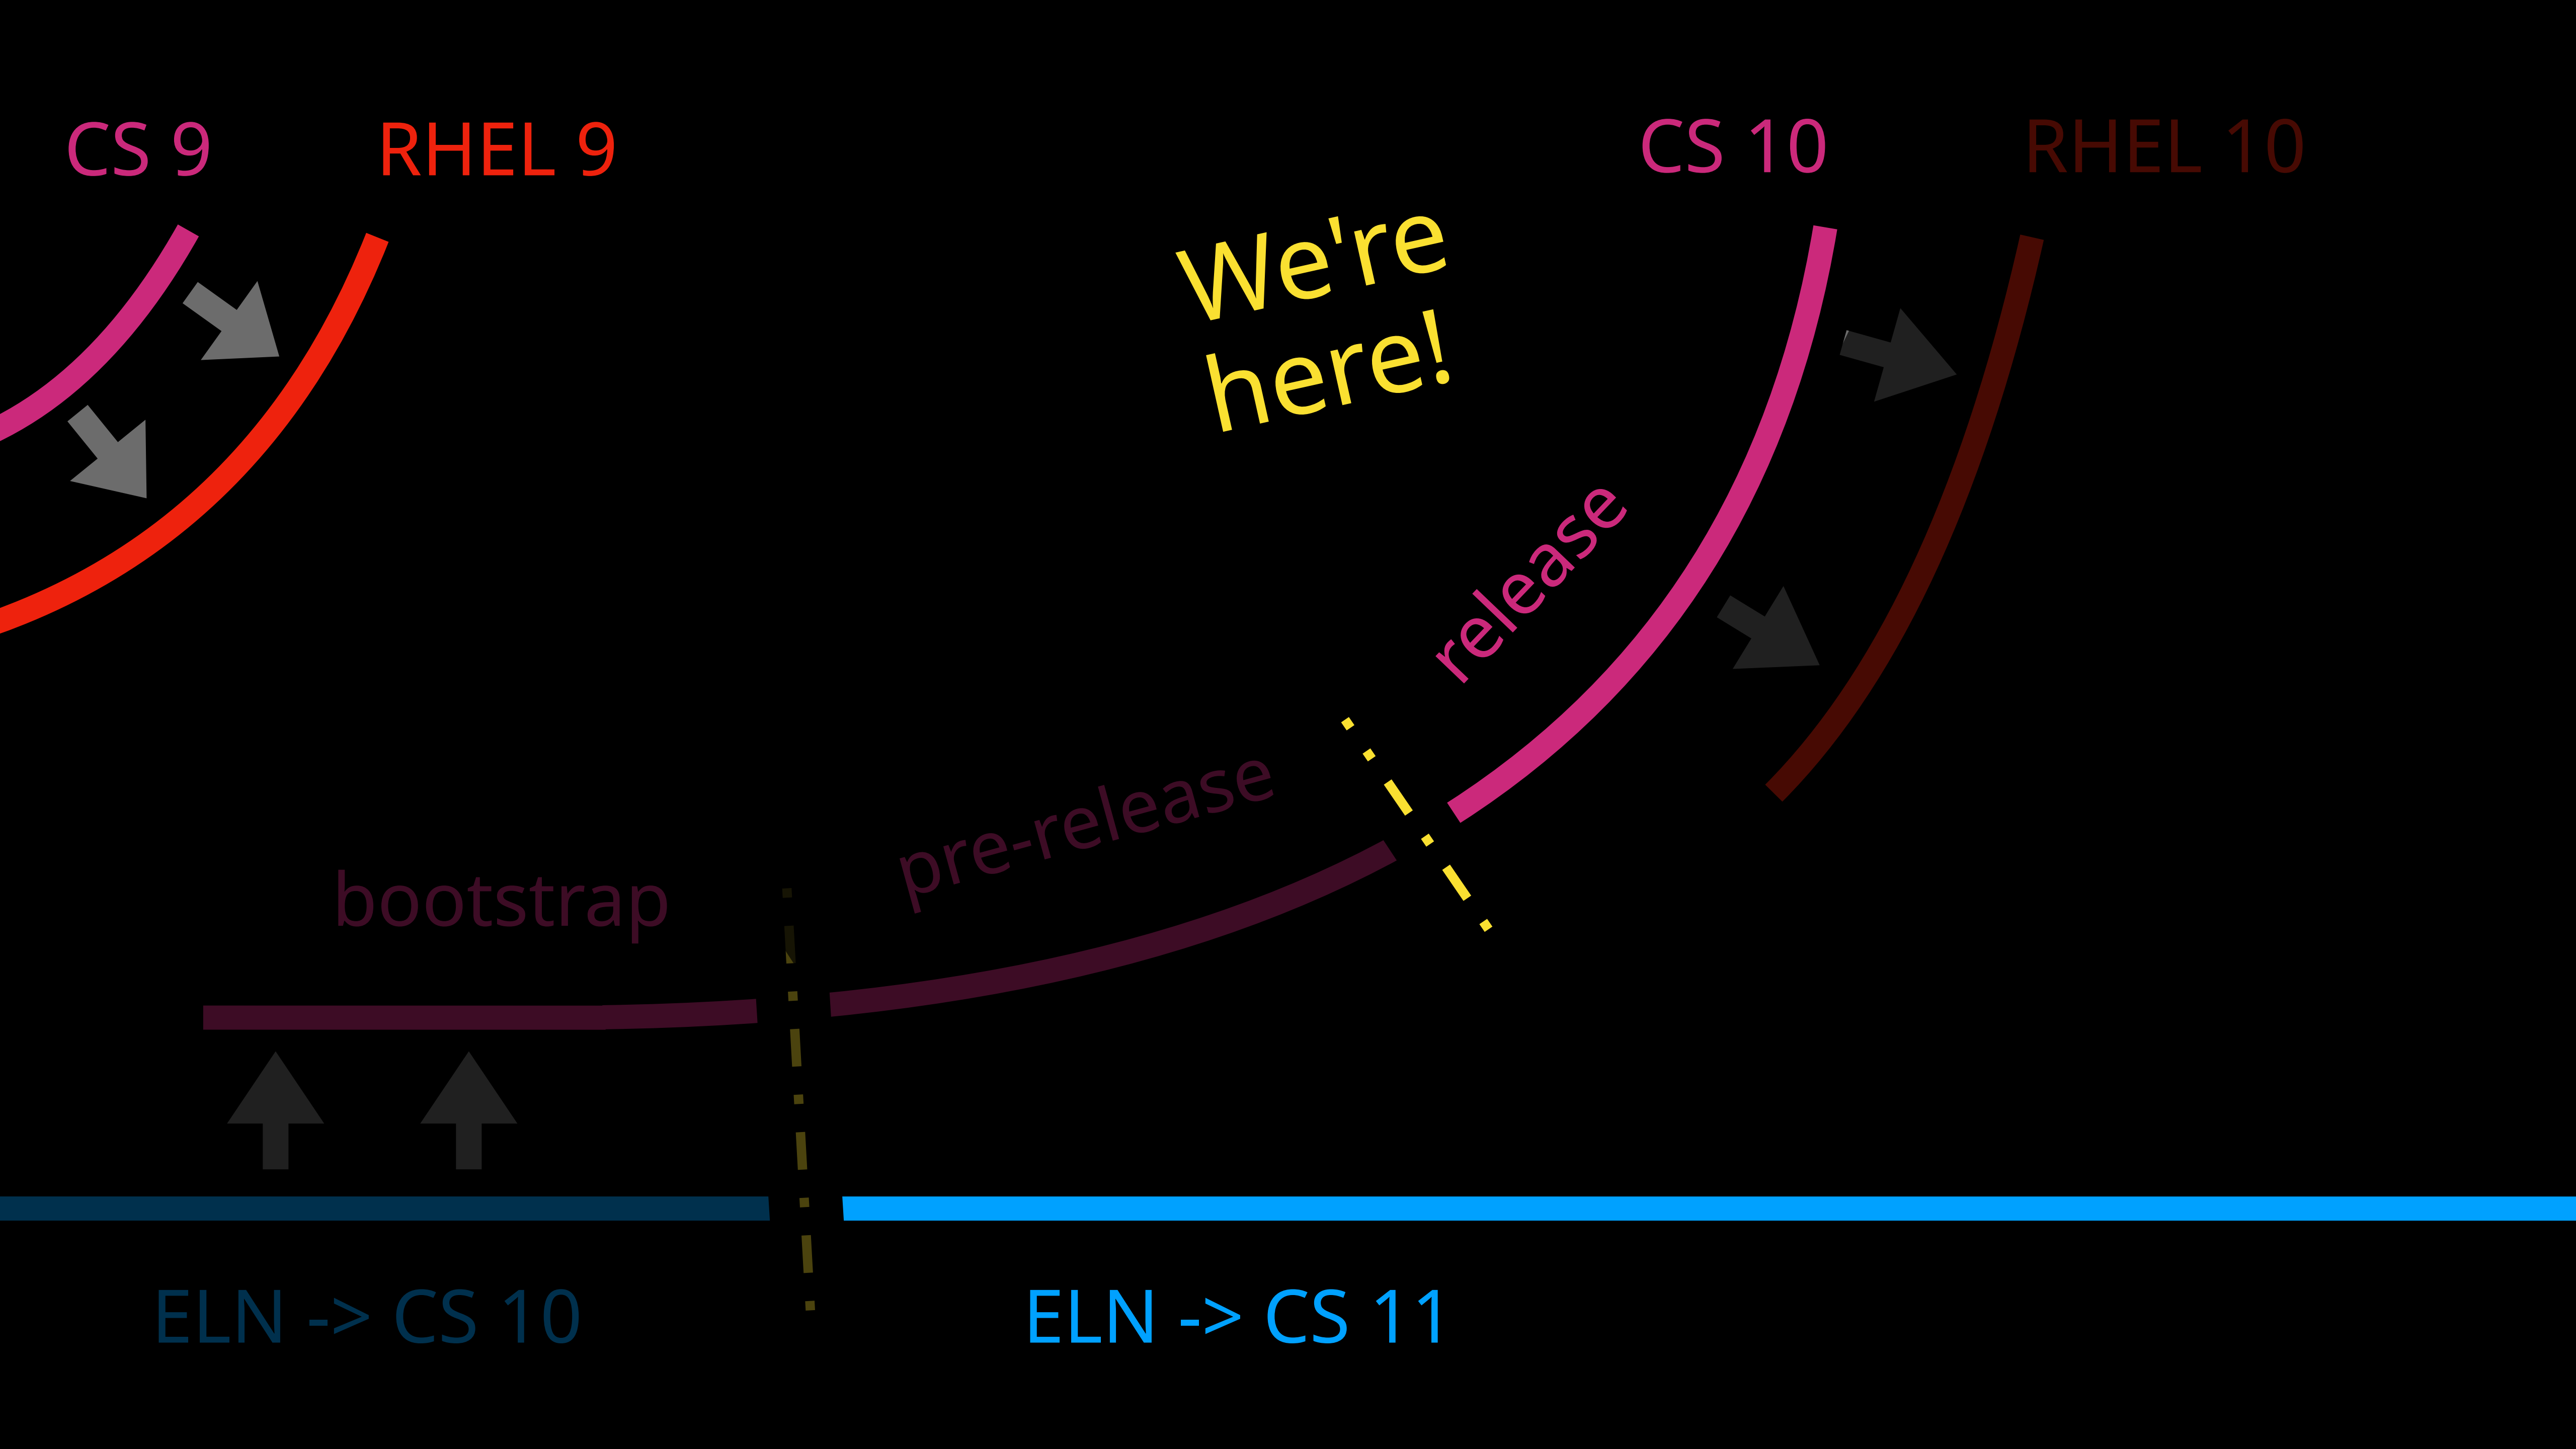 CS 9
RHEL 9
CS 10
RHEL 10
We're
here!
release
pre-release
bootstrap
ELN -> CS 10
ELN -> CS 11